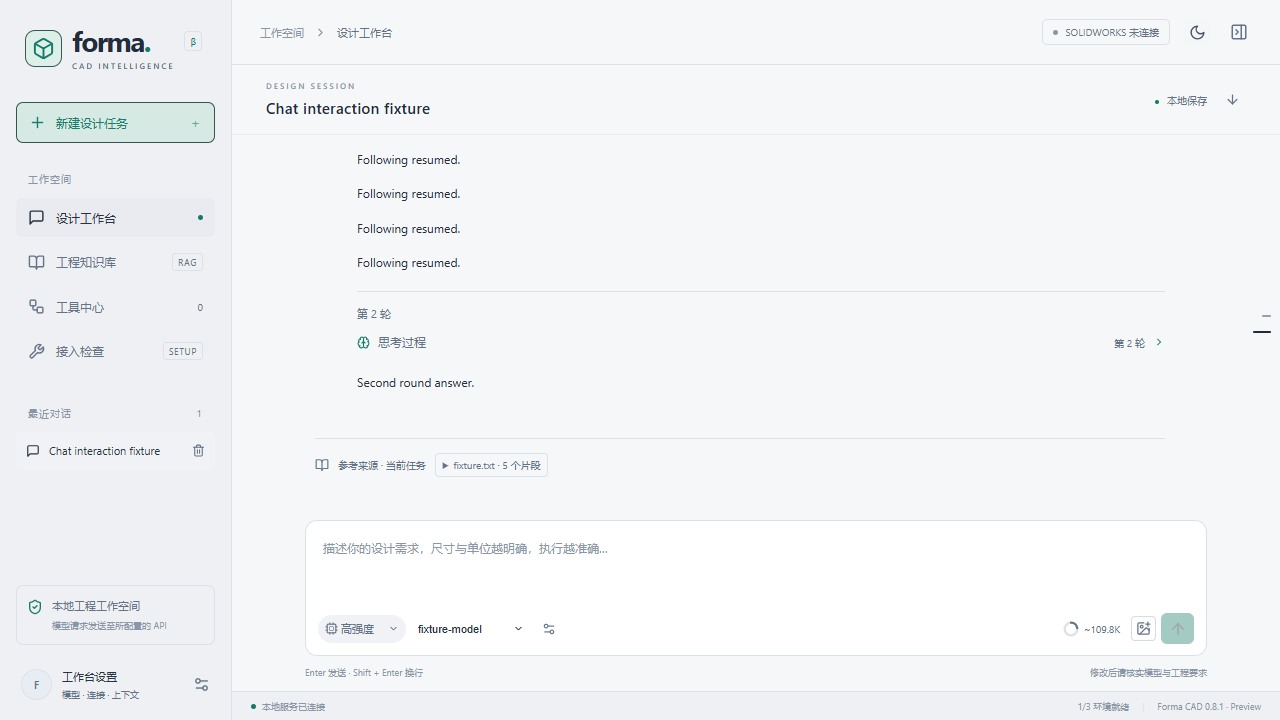 forma.
β
CAD INTELLIGENCE
新建设计任务 +
工作空间
设计工作台
工程知识库 RAG
工具中心 0
接入检查 SETUP
最近对话 1
Chat interaction fixture
本地工程工作空间
模型请求发送至所配置的 API
F
工作台设置
模型 · 连接 · 上下文
工作空间 > 设计工作台
SOLIDWORKS 未连接
DESIGN SESSION
Chat interaction fixture
本地保存
Following resumed.
Following resumed.
Following resumed.
Following resumed.
第 2 轮
思考过程
第 2 轮
Second round answer.
参考来源 · 当前任务
fixture.txt · 5 个片段
描述你的设计需求，尺寸与单位越明确，执行越准确...
高强度
fixture-model
~109.8K
Enter 发送 · Shift + Enter 换行
修改后请核实模型与工程要求
本地服务已连接
1/3 环境就绪
Forma CAD 0.8.1 · Preview